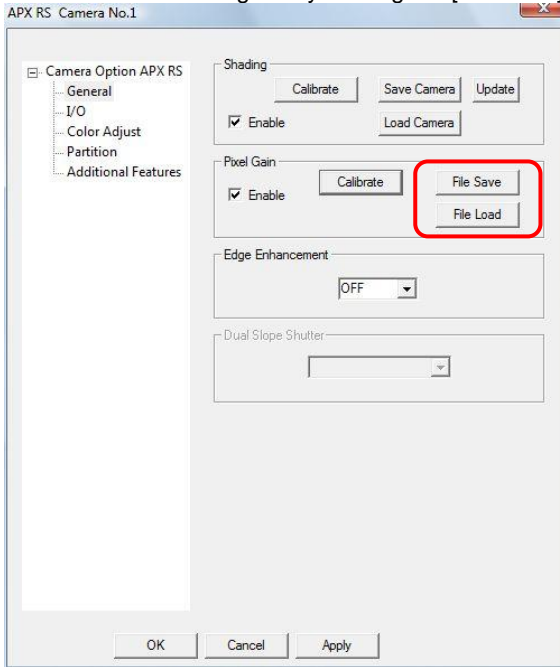 APX RS Camera No.1
Camera Option APX RS
General
I/O
Color Adjust
Partition
Additional Features
Shading
Calibrate Save Camera Update
Enable Load Camera
Pixel Gain
Calibrate File Save
Enable
File Load
Edge Enhancement
OFF
Dual Slope Shutter
OK Cancel Apply